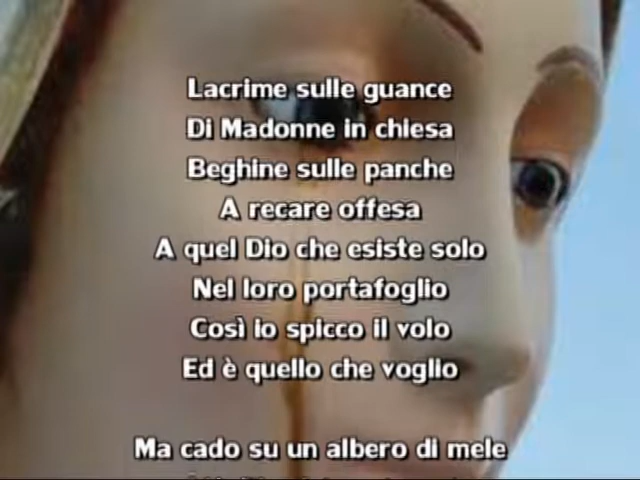 Lacrime sulle guance
Di Madonne in chiesa
Beghine sulle panche
A recare offesa
A quel Dio che esiste solo
Nel loro portafoglio
Così io spicco il volo
Ed è quello che voglio
Ma cado su un albero di mele